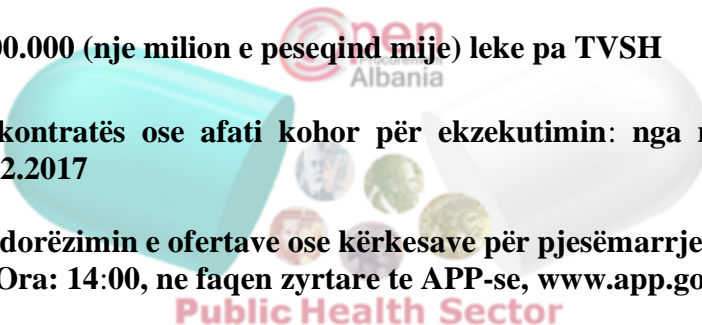 00.000 (nje milion e peseqind mije) leke pa TVSH
Open
Procurement
Albania
kontratës ose afati kohor për ekzekutimin: nga
2.2017
dorëzimin e ofertave ose kërkesave për pjesëmarrje
Ora: 14:00, ne faqen zyrtare te APP-se, www.app.go
Public Health Sector